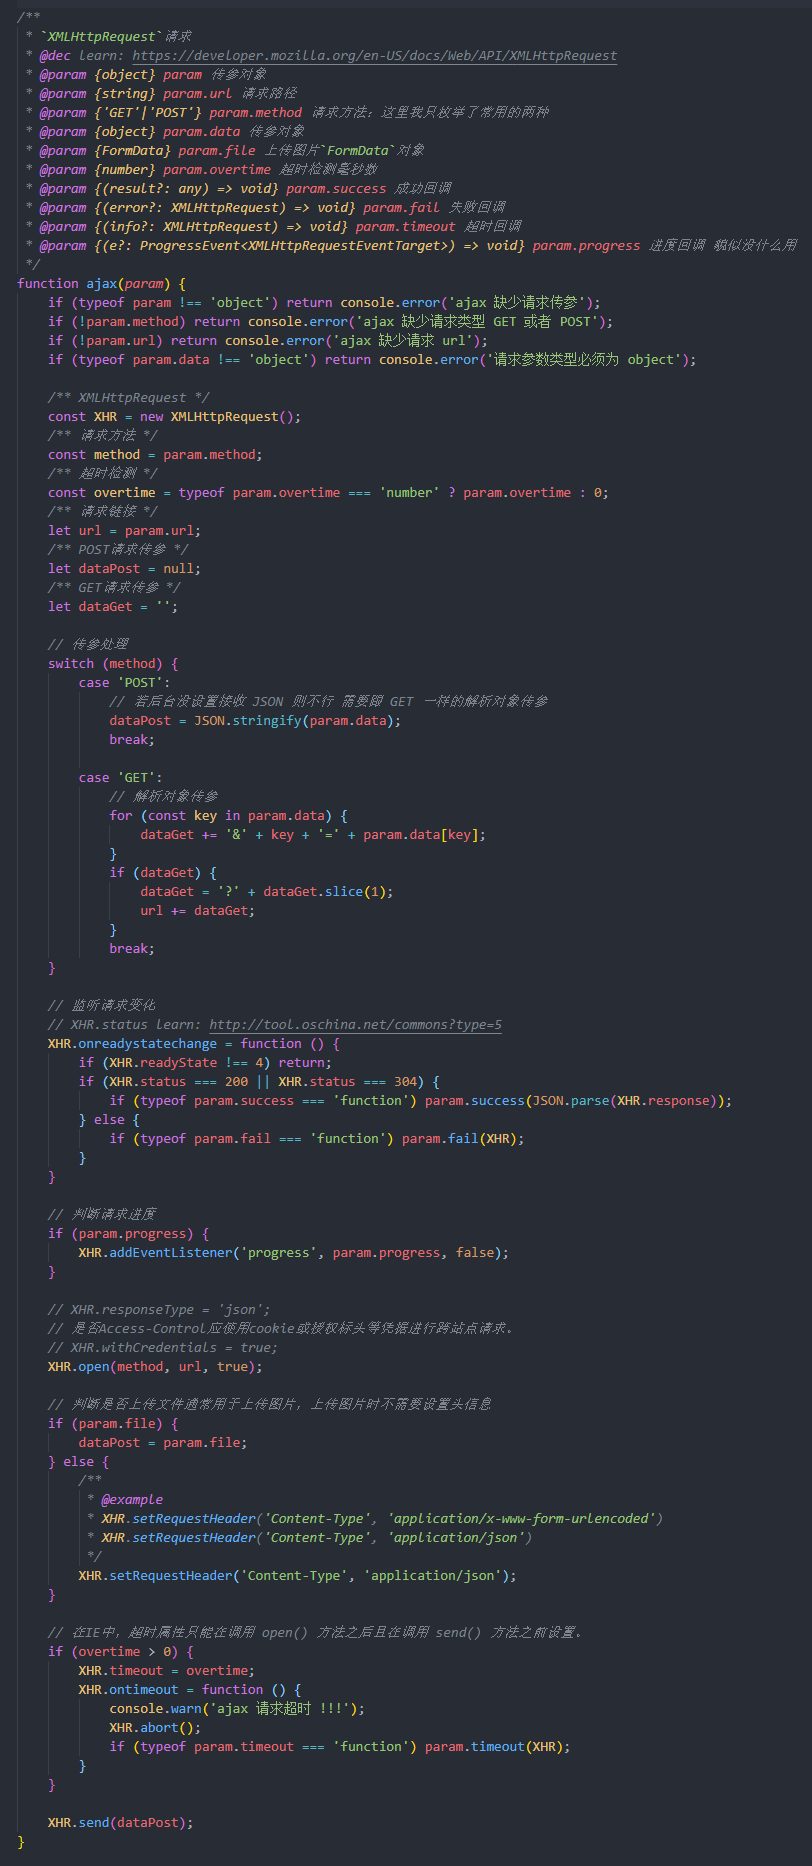 /**
 * `XMLHttpRequest`请求
 * @dec learn: https://developer.mozilla.org/en-US/docs/Web/API/XMLHttpRequest
 * @param {object} param 传参对象
 * @param {string} param.url 请求路径
 * @param {'GET'|'POST'} param.method 请求方法：这里我只枚举了常用的两种
 * @param {object} param.data 传参对象
 * @param {FormData} param.file 上传图片`FormData`对象
 * @param {number} param.overtime 超时检测毫秒数
 * @param {(result?: any) => void} param.success 成功回调
 * @param {(error?: XMLHttpRequest) => void} param.fail 失败回调
 * @param {(info?: XMLHttpRequest) => void} param.timeout 超时回调
 * @param {(e?: ProgressEvent<XMLHttpRequestEventTarget>) => void} param.progress 进度回调 貌似没什么用
 */
function ajax(param) {
    if (typeof param !== 'object') return console.error('ajax 缺少请求传参');
    if (!param.method) return console.error('ajax 缺少请求类型 GET 或者 POST');
    if (!param.url) return console.error('ajax 缺少请求 url');
    if (typeof param.data !== 'object') return console.error('请求参数类型必须为 object');

    /** XMLHttpRequest */
    const XHR = new XMLHttpRequest();
    /** 请求方法 */
    const method = param.method;
    /** 超时检测 */
    const overtime = typeof param.overtime === 'number' ? param.overtime : 0;
    /** 请求链接 */
    let url = param.url;
    /** POST请求传参 */
    let dataPost = null;
    /** GET请求传参 */
    let dataGet = '';

    // 传参处理
    switch (method) {
        case 'POST':
            // 若后台没设置接收 JSON 则不行 需要跟 GET 一样的解析对象传参
            dataPost = JSON.stringify(param.data);
            break;

        case 'GET':
            // 解析对象传参
            for (const key in param.data) {
                dataGet += '&' + key + '=' + param.data[key];
            }
            if (dataGet) {
                dataGet = '?' + dataGet.slice(1);
                url += dataGet;
            }
            break;
    }

    // 监听请求变化
    // XHR.status learn: http://tool.oschina.net/commons?type=5
    XHR.onreadystatechange = function () {
        if (XHR.readyState !== 4) return;
        if (XHR.status === 200 || XHR.status === 304) {
            if (typeof param.success === 'function') param.success(JSON.parse(XHR.response));
        } else {
            if (typeof param.fail === 'function') param.fail(XHR);
        }
    }

    // 判断请求进度
    if (param.progress) {
        XHR.addEventListener('progress', param.progress, false);
    }

    // XHR.responseType = 'json';
    // 是否Access-Control应使用cookie或授权标头等凭据进行跨站点请求。
    // XHR.withCredentials = true;
    XHR.open(method, url, true);

    // 判断是否上传文件通常用于上传图片，上传图片时不需要设置头信息
    if (param.file) {
        dataPost = param.file;
    } else {
        /**
         * @example
         * XHR.setRequestHeader('Content-Type', 'application/x-www-form-urlencoded')
         * XHR.setRequestHeader('Content-Type', 'application/json')
         */
        XHR.setRequestHeader('Content-Type', 'application/json');
    }

    // 在IE中，超时属性只能在调用 open() 方法之后且在调用 send() 方法之前设置。
    if (overtime > 0) {
        XHR.timeout = overtime;
        XHR.ontimeout = function () {
            console.warn('ajax 请求超时 !!!');
            XHR.abort();
            if (typeof param.timeout === 'function') param.timeout(XHR);
        }
    }

    XHR.send(dataPost);
}